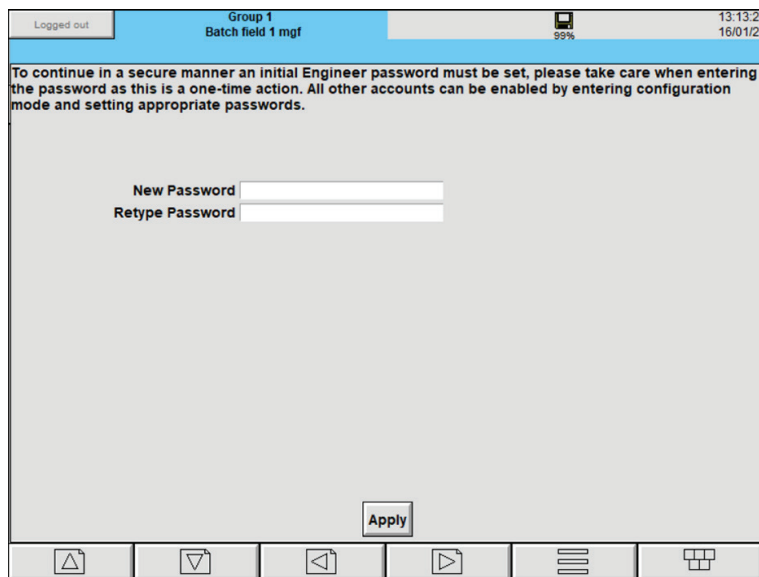 Logged out
Group 1
Batch field 1 mgf
99%
13:13:2
16/01/2
To continue in a secure manner an initial Engineer password must be set, please take care when entering
the password as this is a one-time action. All other accounts can be enabled by entering configuration
mode and setting appropriate passwords.
New Password
Retype Password
Apply